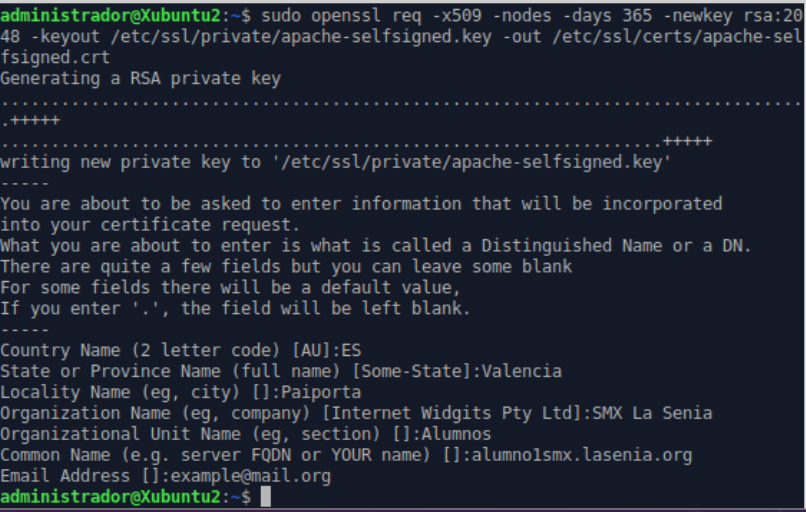 administrador@Xubuntu2:~$ sudo openssl req -x509 -nodes -days 365 -newkey rsa:20
48 -keyout /etc/ssl/private/apache-selfsigned.key -out /etc/ssl/certs/apache-sel
fsigned.crt
Generating a RSA private key
................................................................................
.+++++
..................................................................+++++
writing new private key to '/etc/ssl/private/apache-selfsigned.key'
-----
You are about to be asked to enter information that will be incorporated
into your certificate request.
What you are about to enter is what is called a Distinguished Name or a DN.
There are quite a few fields but you can leave some blank
For some fields there will be a default value,
If you enter '.', the field will be left blank.
-----
Country Name (2 letter code) [AU]:ES
State or Province Name (full name) [Some-State]:Valencia
Locality Name (eg, city) []:Paiporta
Organization Name (eg, company) [Internet Widgits Pty Ltd]:SMX La Senia
Organizational Unit Name (eg, section) []:Alumnos
Common Name (e.g. server FQDN or YOUR name) []:alumno1smx.lasenia.org
Email Address []:example@mail.org
administrador@Xubuntu2:~$